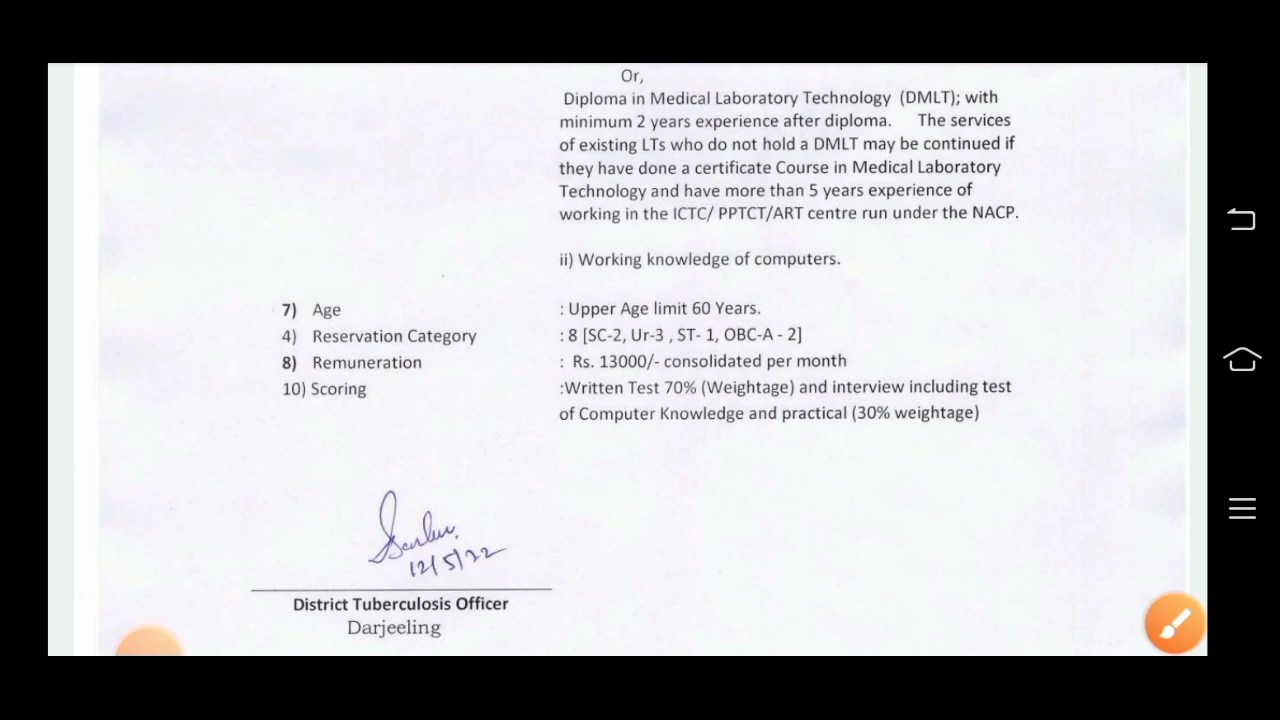 Or,
Diploma in Medical Laboratory Technology (DMLT); with
minimum 2 years experience after diploma. The services
of existing LTs who do not hold a DMLT may be continued if
they have done a certificate Course in Medical Laboratory
Technology and have more than 5 years experience of
working in the ICTC/ PPTCT/ART centre run under the NACP.
ii) Working knowledge of computers.
7) Age : Upper Age limit 60 Years.
4) Reservation Category : 8 [SC-2, Ur-3 , ST- 1, OBC-A - 2]
8) Remuneration : Rs. 13000/- consolidated per month
10) Scoring :Written Test 70% (Weightage) and interview including test
of Computer Knowledge and practical (30% weightage)
12/5/22
District Tuberculosis Officer
Darjeeling